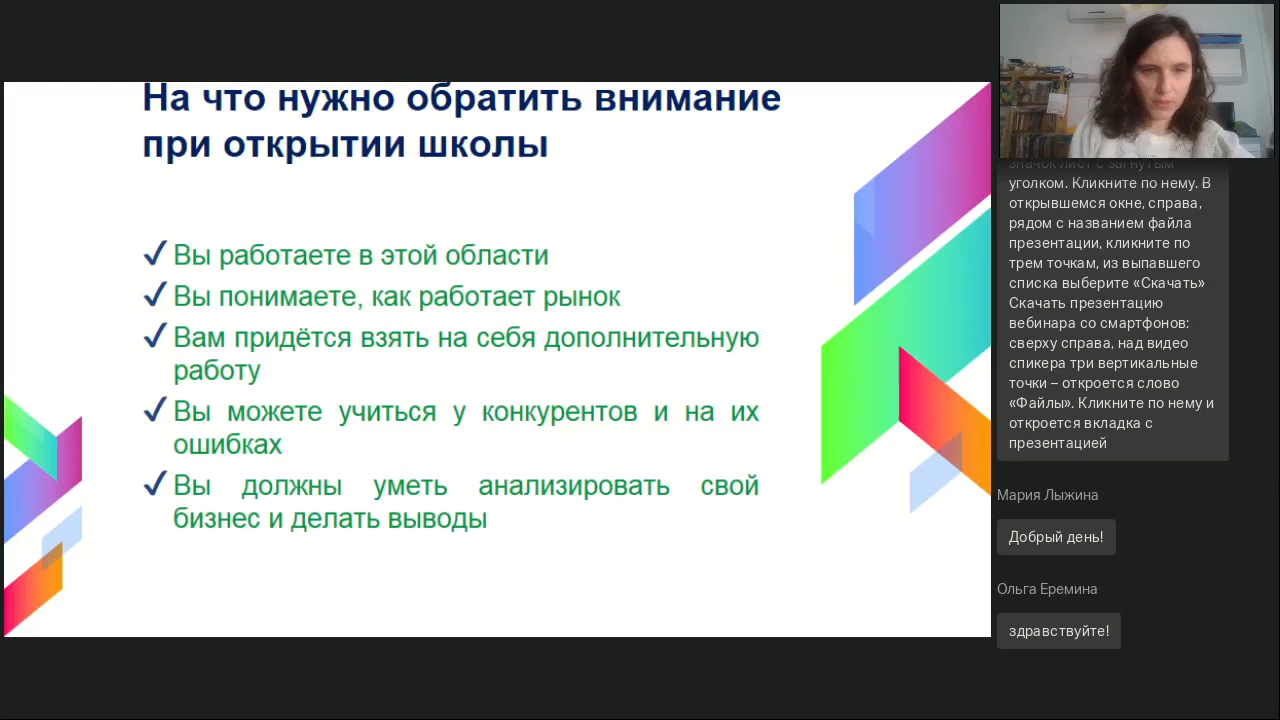 На что нужно обратить внимание
при открытии школы
✓ Вы работаете в этой области
✓ Вы понимаете, как работает рынок
✓ Вам придётся взять на себя дополнительную
работу
✓ Вы можете учиться у конкурентов и на их
ошибках
✓ Вы должны уметь анализировать свой
бизнес и делать выводы
значок лист с загнутым
уголком. Кликните по нему. В
открывшемся окне, справа,
рядом с названием файла
презентации, кликните по
трем точкам, из выпавшего
списка выберите «Скачать»
Скачать презентацию
вебинара со смартфонов:
сверху справа, над видео
спикера три вертикальные
точки – откроется слово
«Файлы». Кликните по нему и
откроется вкладка с
презентацией
Мария Лыжина
Добрый день!
Ольга Еремина
здравствуйте!